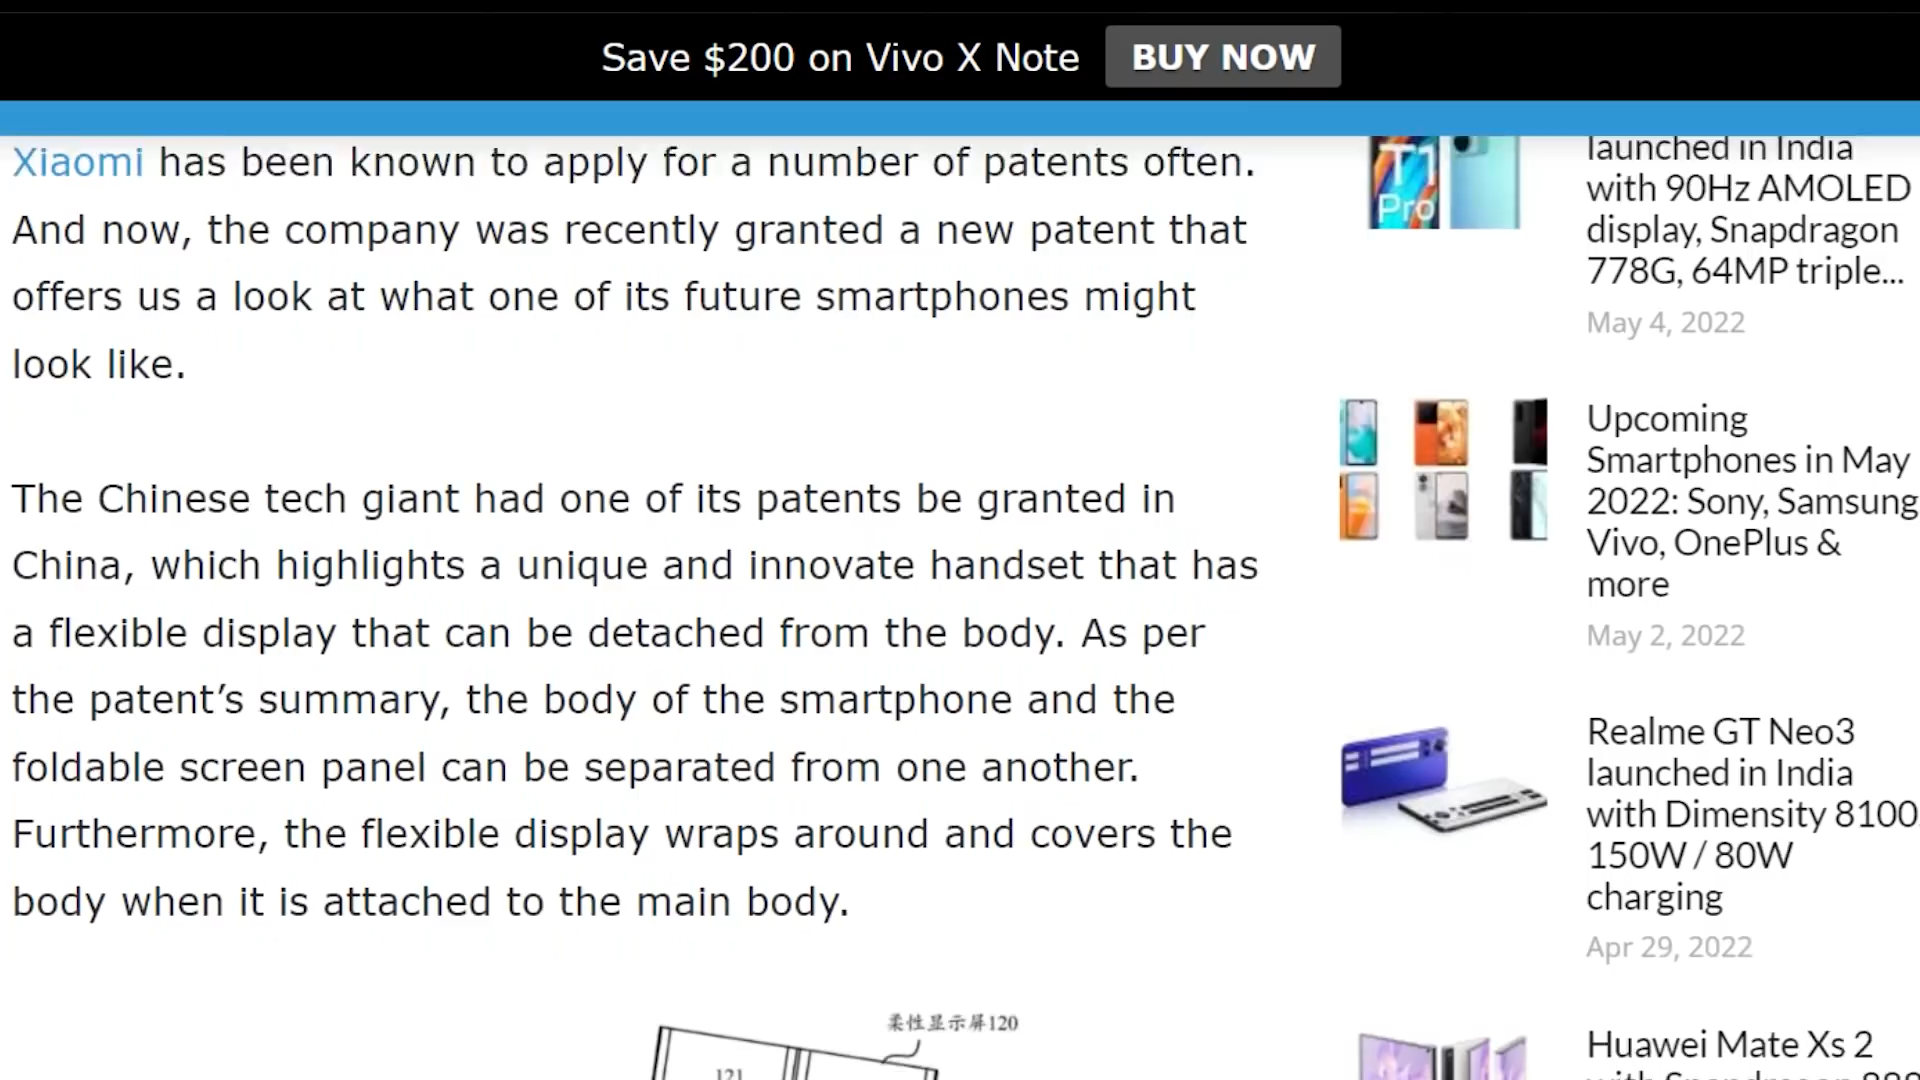 Save $200 on Vivo X Note BUY NOW
Xiaomi has been known to apply for a number of patents often.
And now, the company was recently granted a new patent that
offers us a look at what one of its future smartphones might
look like.
The Chinese tech giant had one of its patents be granted in
China, which highlights a unique and innovate handset that has
a flexible display that can be detached from the body. As per
the patent’s summary, the body of the smartphone and the
foldable screen panel can be separated from one another.
Furthermore, the flexible display wraps around and covers the
body when it is attached to the main body.
柔性显示屏120
121
T1
Pro
launched in India
with 90Hz AMOLED
display, Snapdragon
778G, 64MP triple...
May 4, 2022
Upcoming
Smartphones in May
2022: Sony, Samsung
Vivo, OnePlus &
more
May 2, 2022
Realme GT Neo3
launched in India
with Dimensity 8100
150W / 80W
charging
Apr 29, 2022
Huawei Mate Xs 2